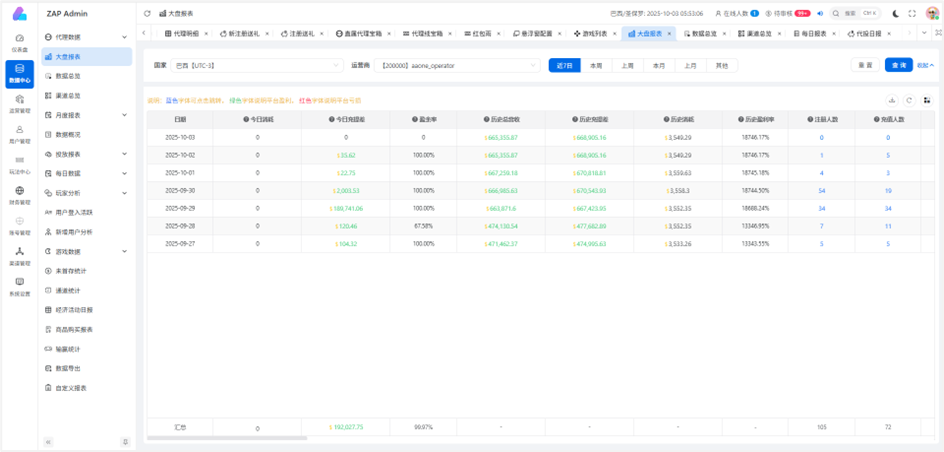 ZAP Admin
大盘报表
巴西/圣保罗: 2025-10-03 05:53:06
在线人数 1
待审核 99+
搜索 Ctrl K
仪表盘
数据中心
运营管理
用户管理
玩法中心
财务管理
账号管理
渠道管理
系统设置
代理数据
大盘报表
数据总览
渠道总览
月度报表
数据概况
投放报表
每日数据
玩家分析
用户登入活跃
新增用户分析
游戏数据
未首存统计
通道统计
经济活动日报
商品购买报表
输赢统计
数据导出
自定义报表
代理明细 × 新注册送礼 × 注册送礼 × 直属代理宝箱 × 代理线宝箱 × 红包雨 × 悬浮窗配置 × 游戏列表 × 大盘报表 × 数据总览 × 渠道总览 × 每日报表 × 代投日报 ×
国家 巴西【UTC-3】 运营商 【200000】aaone_operator 近7日 本周 上周 本月 上月 其他 重 置 查 询 收起
说明: 蓝色字体可点击跳转, 绿色字体说明平台盈利, 红色字体说明平台亏损
日期 今日消耗 今日充提差 盈余率 历史总营收 历史充提差 历史消耗 历史盈利率 注册人数 充值人数
2025-10-03 0 0 0 $665,355.87 $668,905.16 $3,549.29 18746.17% 0 0
2025-10-02 0 $35.62 100.00% $665,355.87 $668,905.16 $3,549.29 18746.17% 1 5
2025-10-01 0 $22.75 100.00% $667,259.18 $670,818.81 $3,559.63 18745.18% 4 3
2025-09-30 0 $2,003.53 100.00% $666,985.63 $670,543.93 $3,558.3 18744.50% 54 19
2025-09-29 0 $189,741.06 100.00% $663,871.6 $667,423.95 $3,552.35 18688.24% 34 34
2025-09-28 0 $120.46 67.58% $474,130.54 $477,682.89 $3,552.35 13346.95% 7 11
2025-09-27 0 $104.32 100.00% $471,462.37 $474,995.63 $3,533.26 13343.55% 5 5
汇总 0 $ 192,027.75 99.97% - - - - 105 72